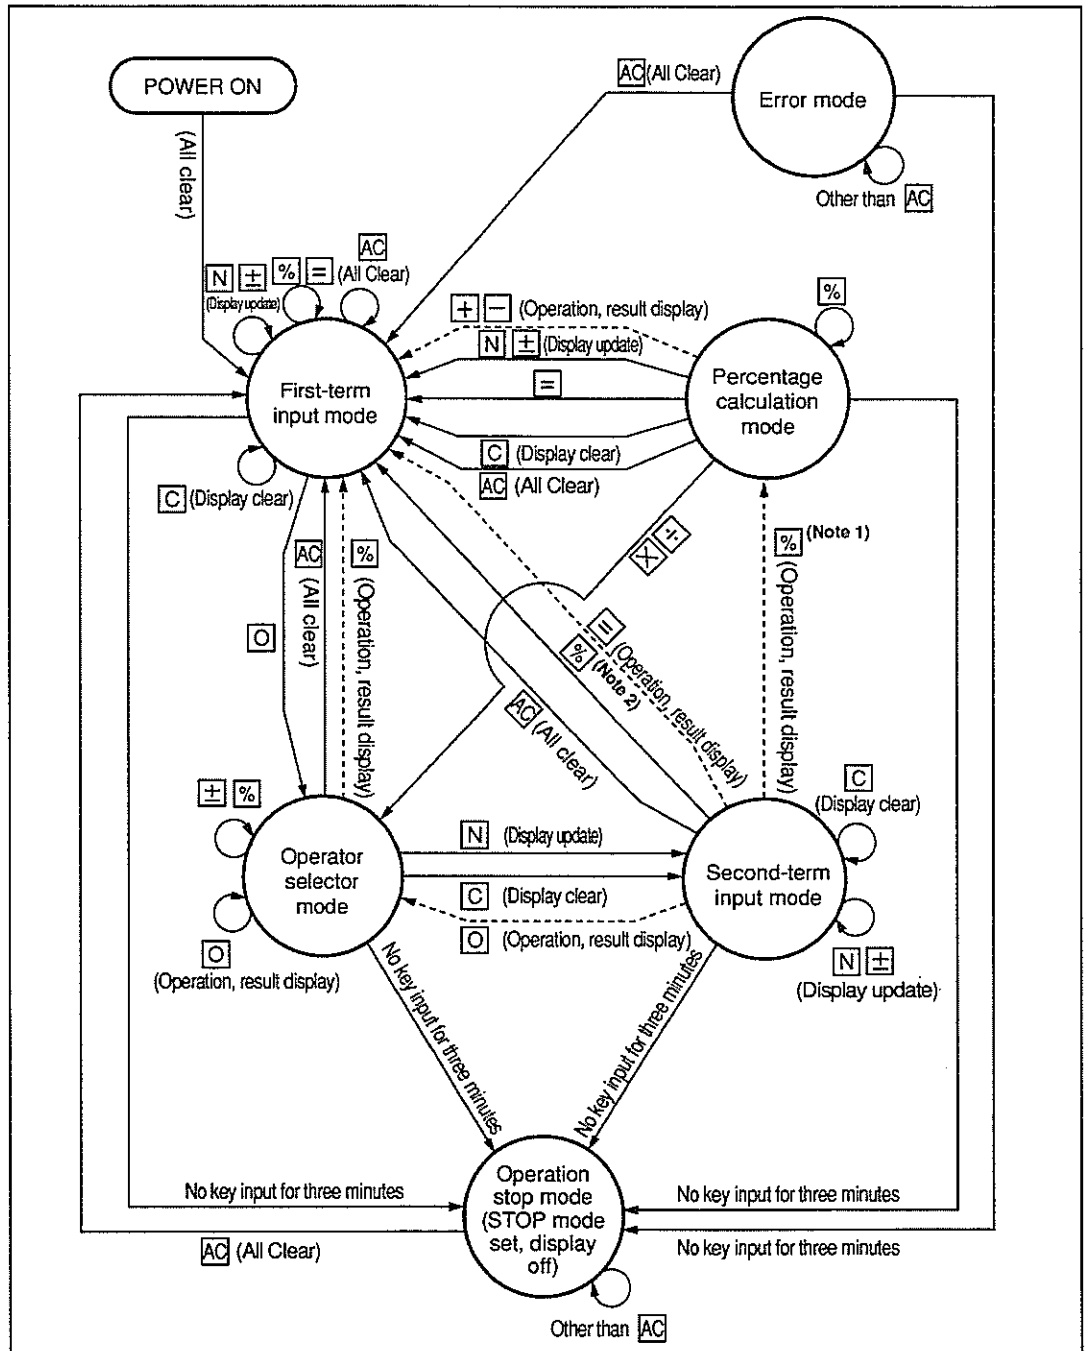 POWER ON
(All clear)
AC (All Clear)
Error mode
Other than AC
N ± (Display update)
% =
AC (All Clear)
First-term
input mode
C (Display clear)
+ − (Operation, result display)
N ± (Display update)
=
C (Display clear)
AC (All Clear)
%
Percentage
calculation
mode
X ÷
O
AC (All clear)
% (Operation, result display)
= (Operation, result display)
% (Note 2)
AC (All clear)
% (Note 1)
(Operation, result display)
± %
Operator
selector
mode
O
(Operation, result display)
N (Display update)
C (Display clear)
O (Operation, result display)
C
(Display clear)
Second-term
input mode
N ±
(Display update)
No key input for three minutes
No key input for three minutes
No key input for three minutes
AC (All Clear)
Operation
stop mode
(STOP mode
set, display
off)
No key input for three minutes
No key input for three minutes
Other than AC